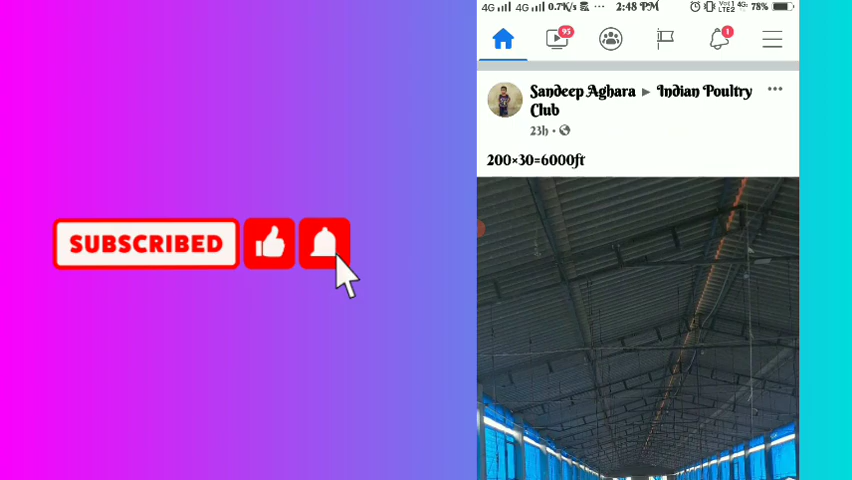 4G 4G 0.7K/s ... 2:48 PM 4G 78%
95
1
Sandeep Aghara ▸ Indian Poultry
Club
23h •
200×30=6000ft
SUBSCRIBED